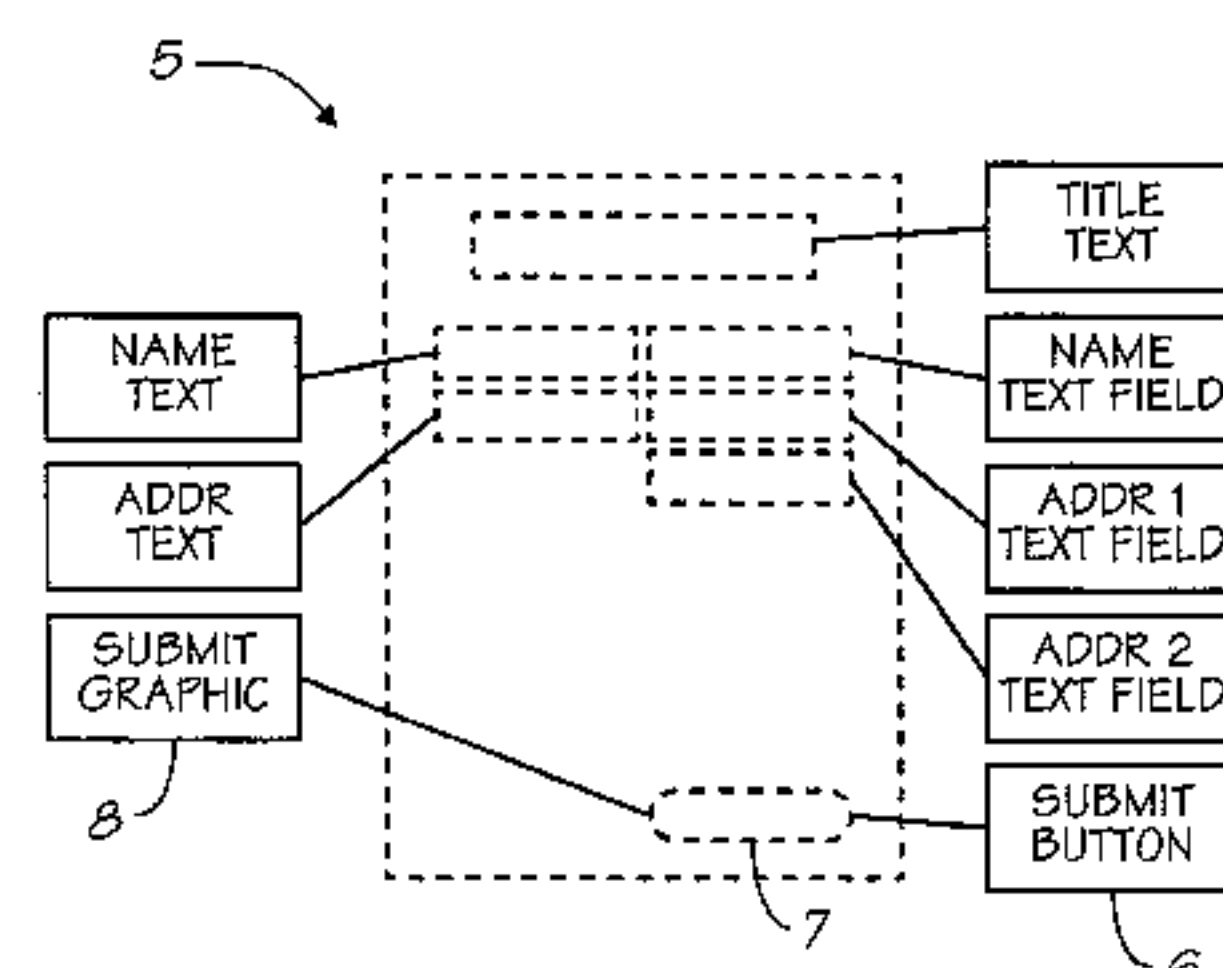 5
TITLE
TEXT
NAME
TEXT
NAME
TEXT FIELD
ADDR
TEXT
ADDR 1
TEXT FIELD
SUBMIT
GRAPHIC
ADDR 2
TEXT FIELD
8
SUBMIT
BUTTON
7
6